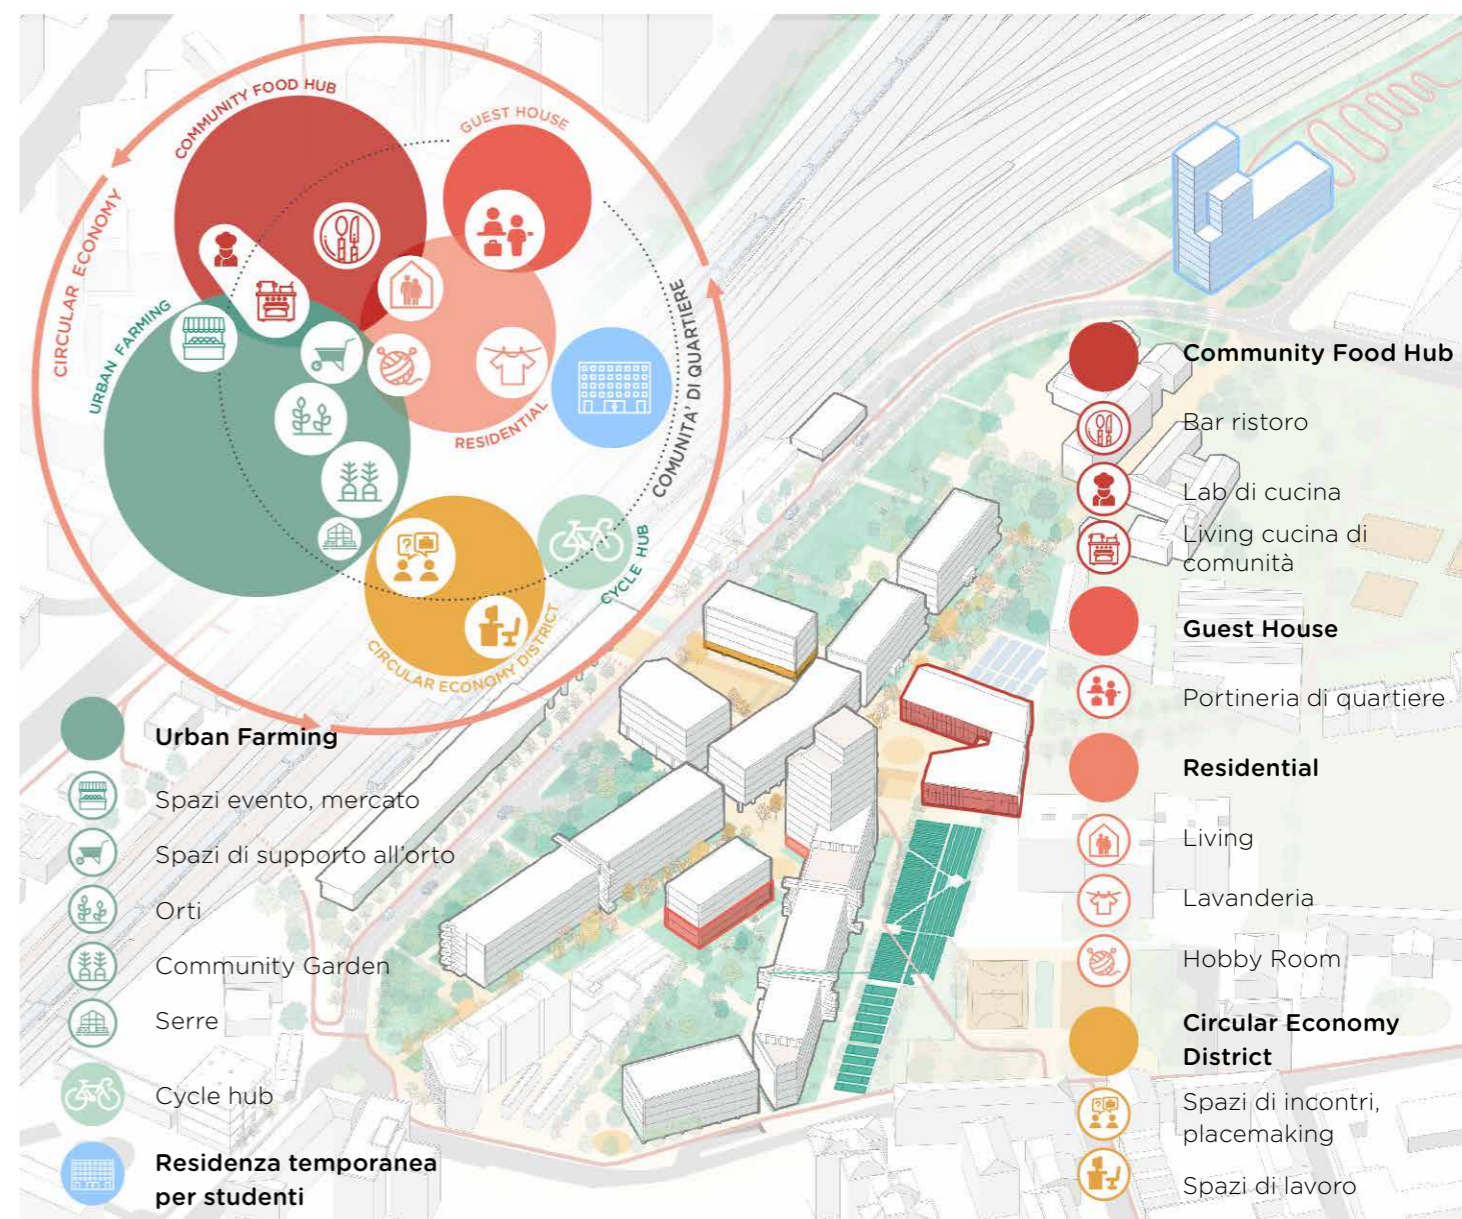 COMMUNITY FOOD HUB
GUEST HOUSE
CIRCULAR ECONOMY
URBAN FARMING
COMUNITA' DI QUARTIERE
RESIDENTIAL
CYCLE HUB
CIRCULAR ECONOMY DISTRICT
Urban Farming
Spazi evento, mercato
Spazi di supporto all'orto
Orti
Community Garden
Serre
Cycle hub
Residenza temporanea
per studenti
Community Food Hub
Bar ristoro
Lab di cucina
Living cucina di
comunità
Guest House
Portineria di quartiere
Residential
Living
Lavanderia
Hobby Room
Circular Economy
District
Spazi di incontri,
placemaking
Spazi di lavoro